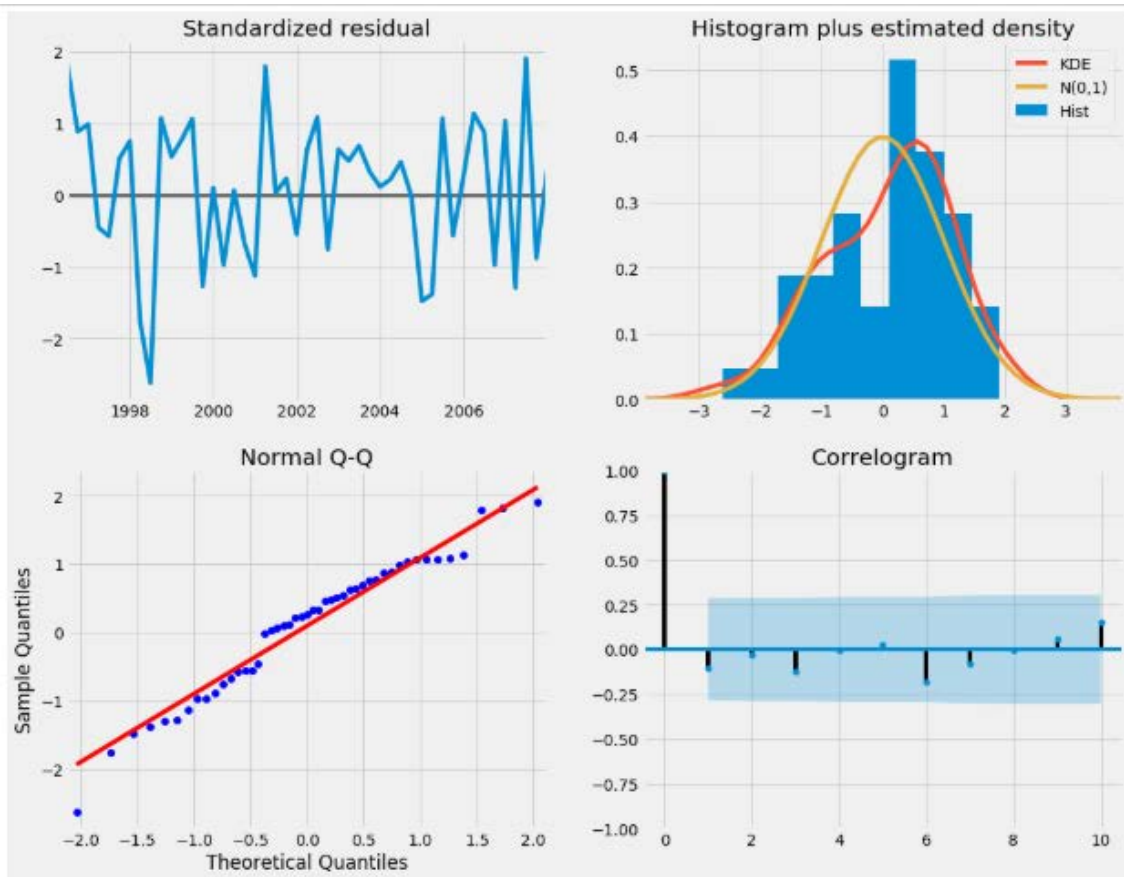 Standardized residual
2
1
0
−1
−2
1998 2000 2002 2004 2006
Histogram plus estimated density
KDE
N(0,1)
Hist
0.5
0.4
0.3
0.2
0.1
0.0
−3 −2 −1 0 1 2 3
Normal Q-Q
Sample Quantiles
2
1
0
−1
−2
−2.0 −1.5 −1.0 −0.5 0.0 0.5 1.0 1.5 2.0
Theoretical Quantiles
Correlogram
1.00
0.75
0.50
0.25
0.00
−0.25
−0.50
−0.75
−1.00
0 2 4 6 8 10